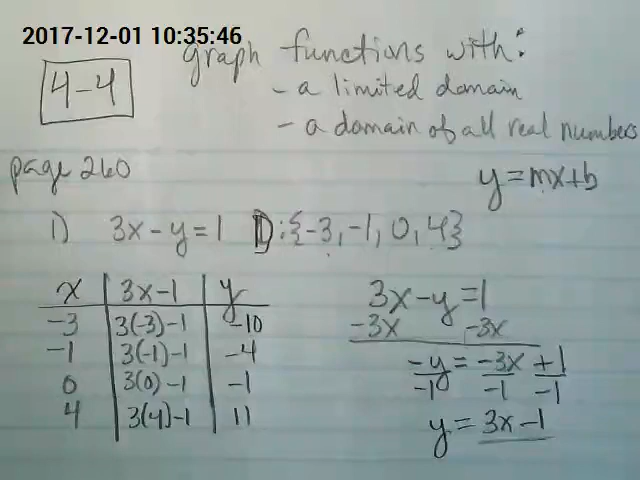 2017-12-01 10:35:46
graph functions with:
4-4
- a limited domain
- a domain of all real numbers
page 260
y = mx + b
1) 3x - y = 1 D: {-3, -1, 0, 4}
x | 3x - 1 | y
-3 | 3(-3) - 1 | -10
-1 | 3(-1) - 1 | -4
0 | 3(0) - 1 | -1
4 | 3(4) - 1 | 11
3x - y = 1
-3x -3x
-y = -3x + 1
-1 -1 -1
y = 3x - 1